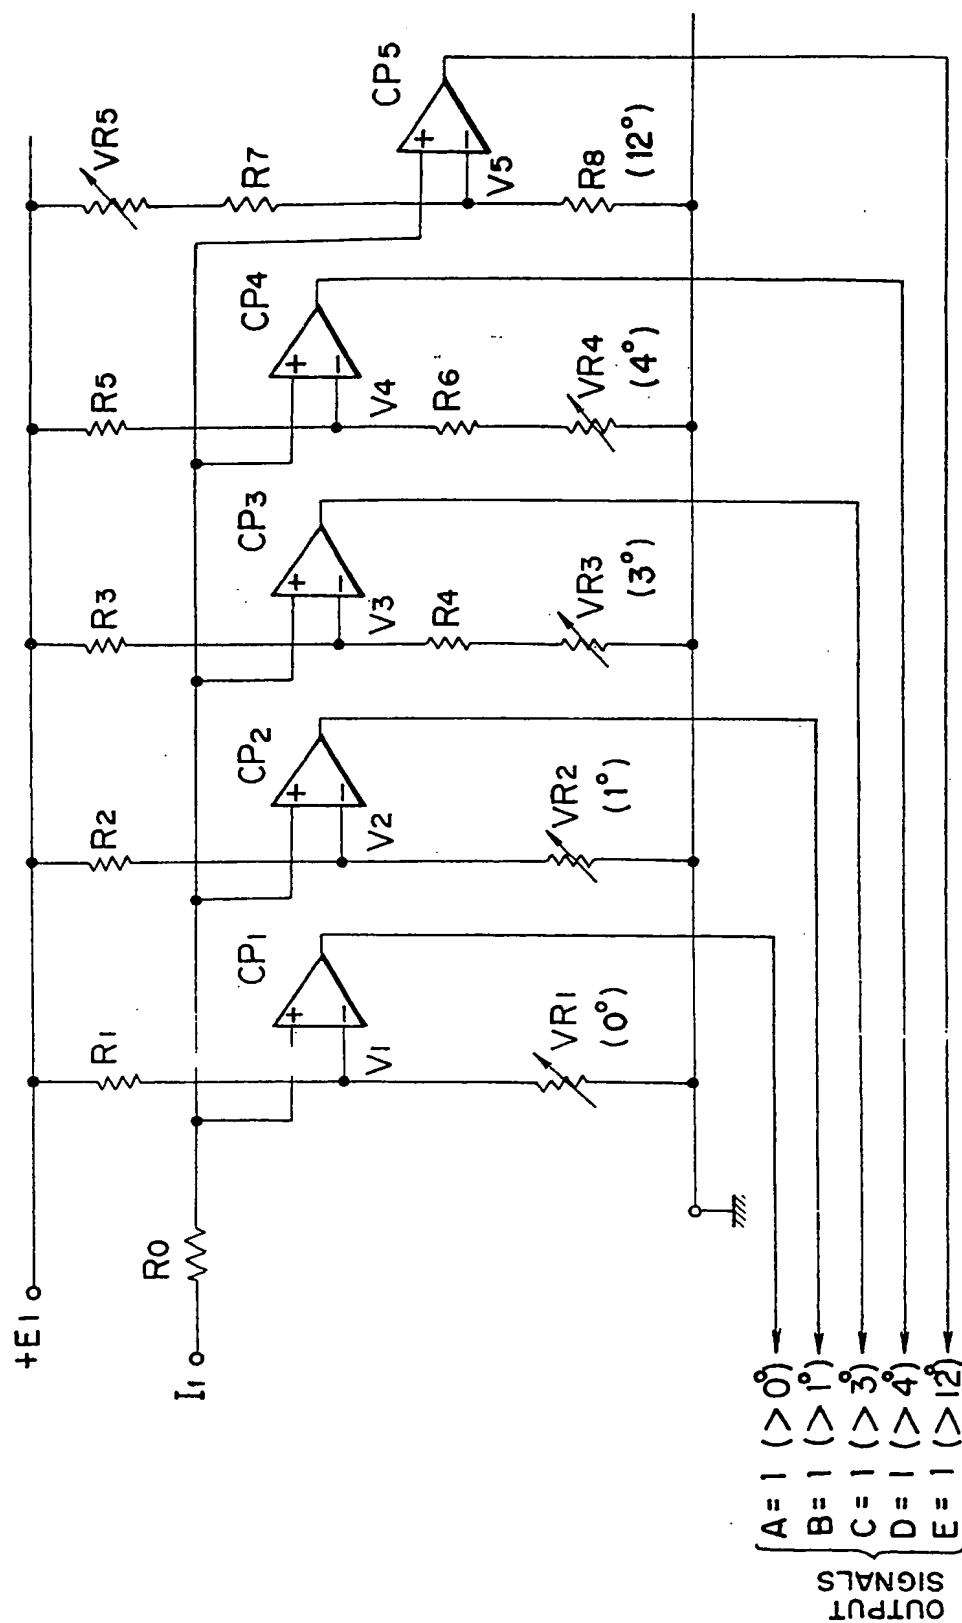 +E1
I1
R0
R1
R2
R3
R5
VR5
R7
CP1
CP2
CP3
CP4
CP5
V1
V2
V3
V4
V5
R4
R6
R8
(12°)
VR1
(0°)
VR2
(1°)
VR3
(3°)
VR4
(4°)
OUTPUT
SIGNALS
A = 1 (>0°)
B = 1 (>1°)
C = 1 (>3°)
D = 1 (>4°)
E = 1 (>12°)